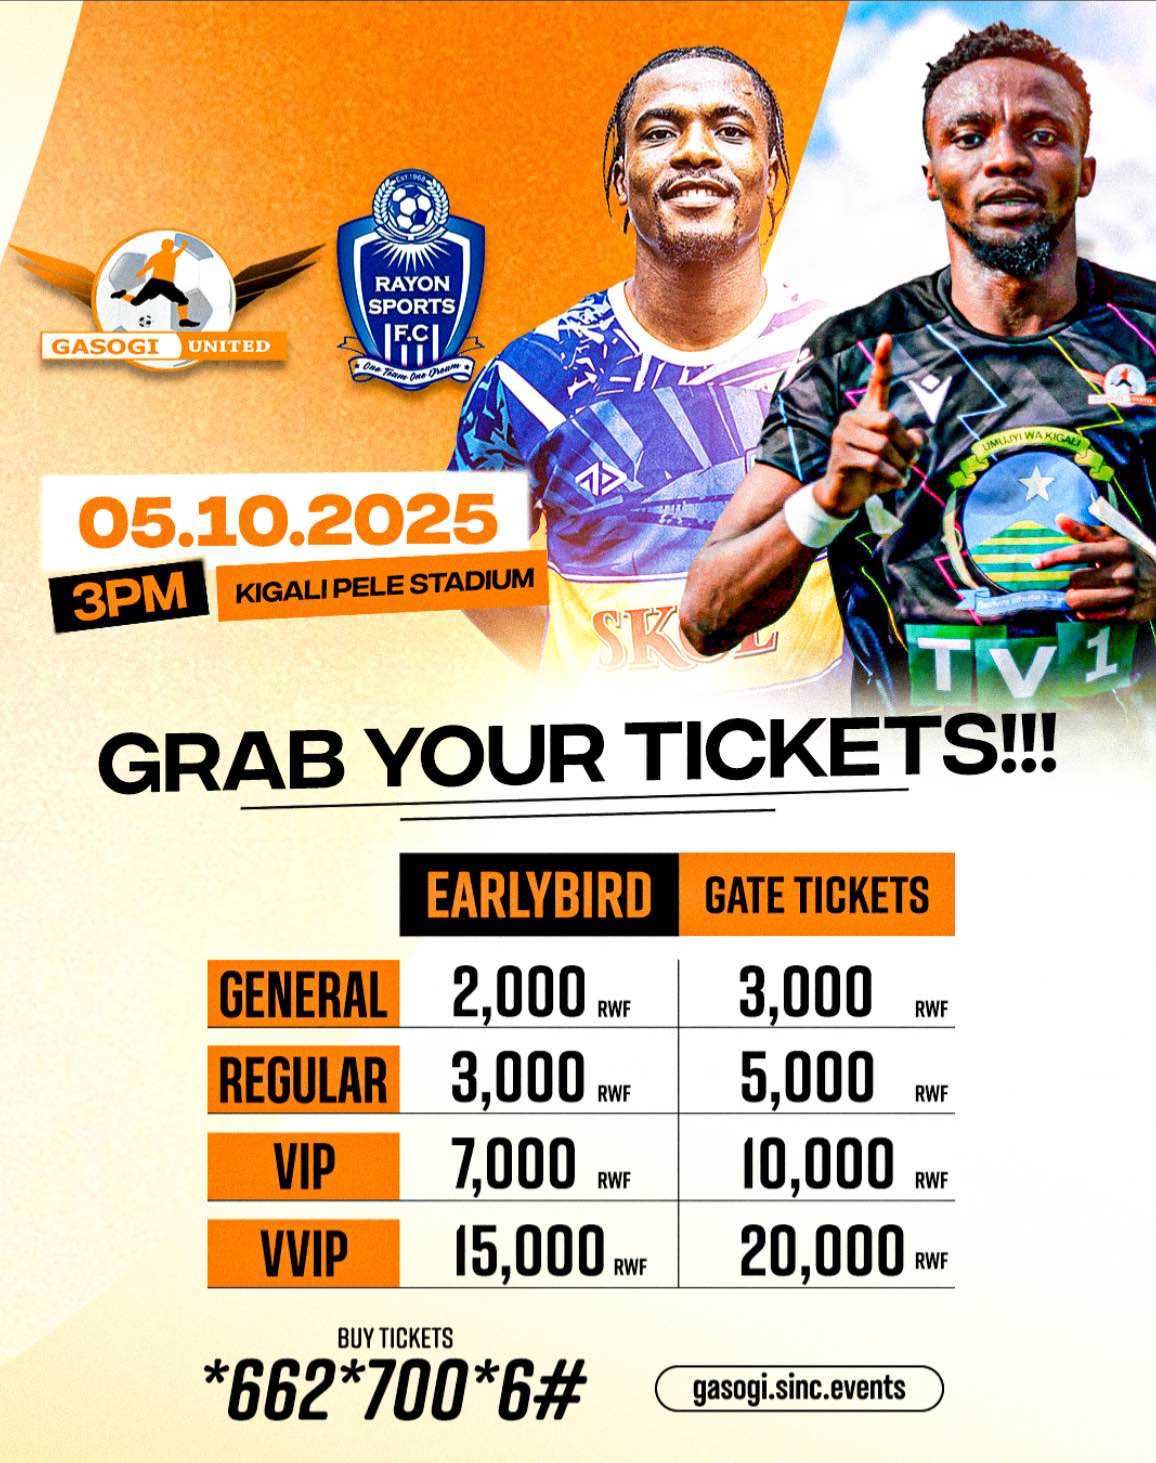 EST.1968
RAYON
SPORTS
F.C
One Team One Dream
GASOGI UNITED
UMUJYI WA KIGALI
05.10.2025
3PM KIGALI PELE STADIUM
SKOL
TV1
GRAB YOUR TICKETS!!!
EARLYBIRD GATE TICKETS
GENERAL 2,000 RWF 3,000 RWF
REGULAR 3,000 RWF 5,000 RWF
VIP 7,000 RWF 10,000 RWF
VVIP 15,000 RWF 20,000 RWF
BUY TICKETS
*662*700*6#
gasogi.sinc.events